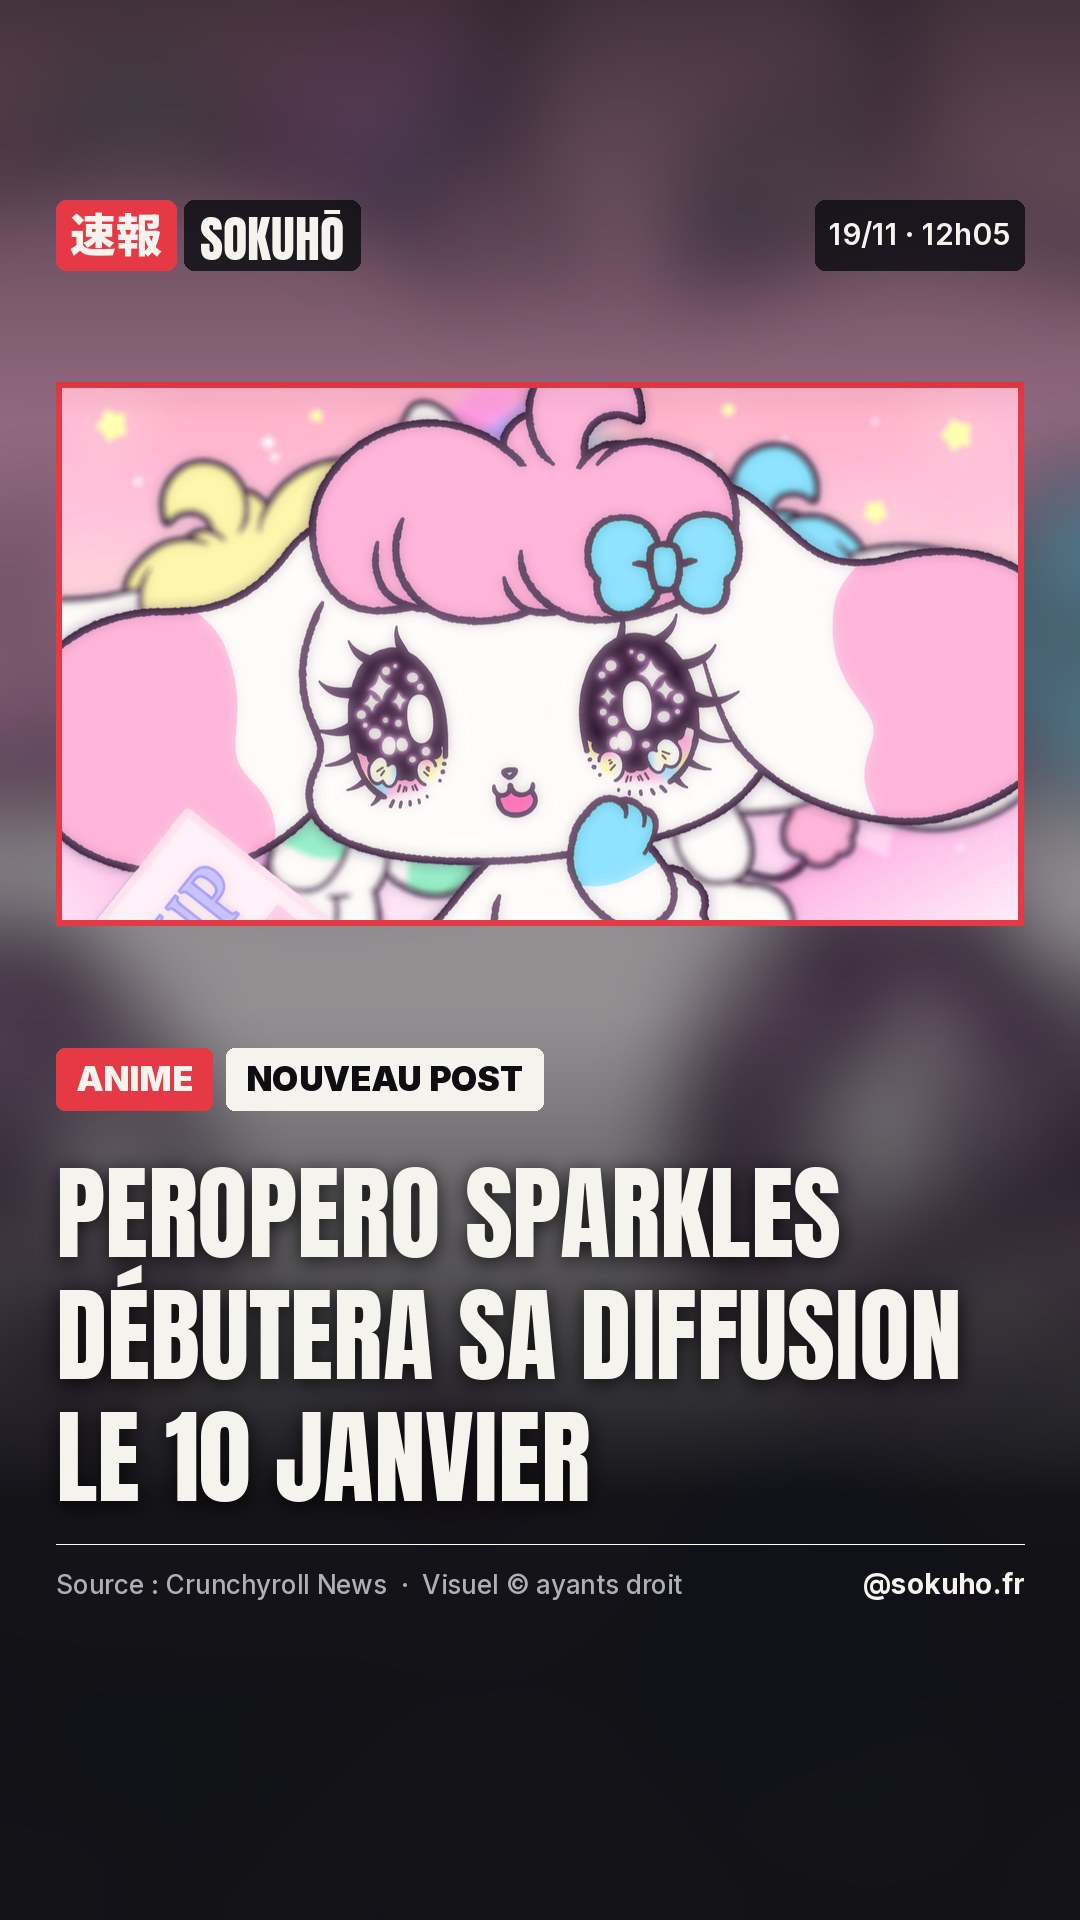 速報 SOKUHŌ
19/11 · 12h05
UP
ANIME
NOUVEAU POST
PEROPERO SPARKLES
DÉBUTERA SA DIFFUSION
LE 10 JANVIER
Source : Crunchyroll News · Visuel © ayants droit
@sokuho.fr